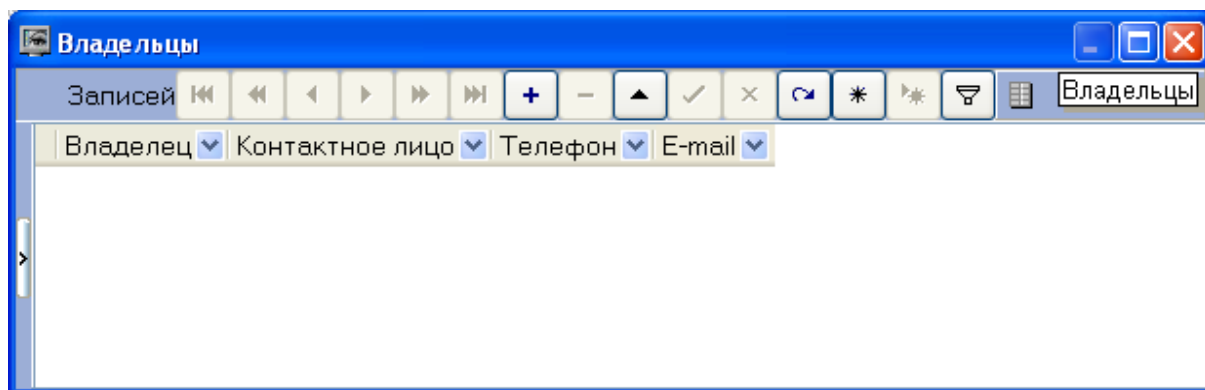 Владельцы
Записей Владельцы
Владелец Контактное лицо Телефон E-mail